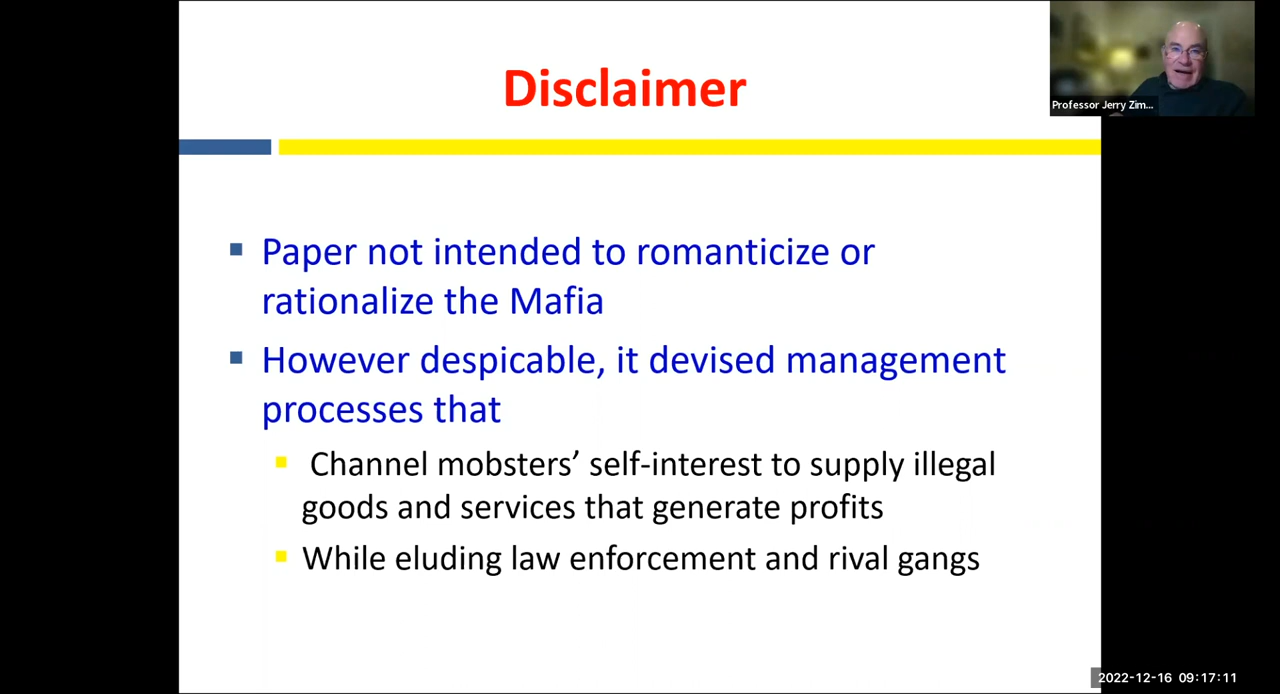 Disclaimer
Professor Jerry Zim...
Paper not intended to romanticize or
rationalize the Mafia
However despicable, it devised management
processes that
Channel mobsters’ self-interest to supply illegal
goods and services that generate profits
While eluding law enforcement and rival gangs
2022-12-16 09:17:11